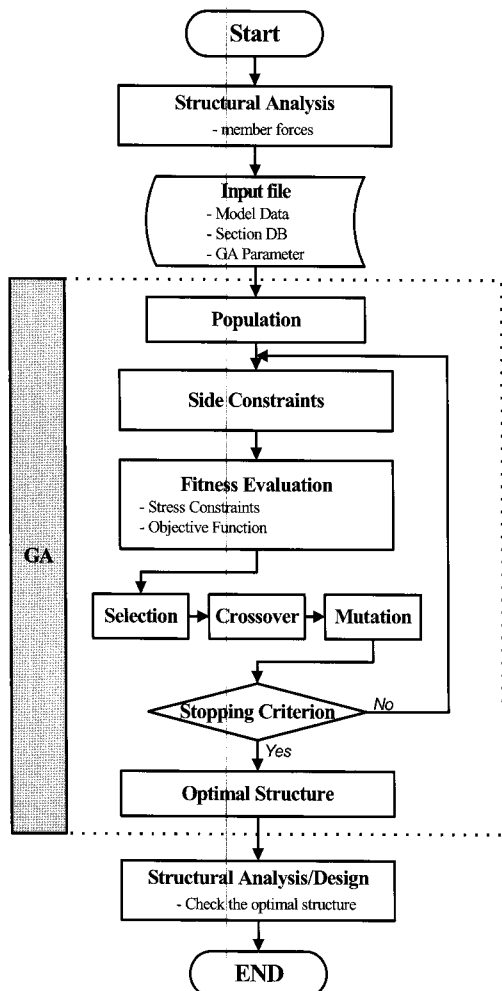 Start
Structural Analysis
- member forces
Input file
- Model Data
- Section DB
- GA Parameter
Population
Side Constraints
Fitness Evaluation
- Stress Constraints
- Objective Function
GA
Selection
Crossover
Mutation
Stopping Criterion
No
Yes
Optimal Structure
Structural Analysis/Design
- Check the optimal structure
END